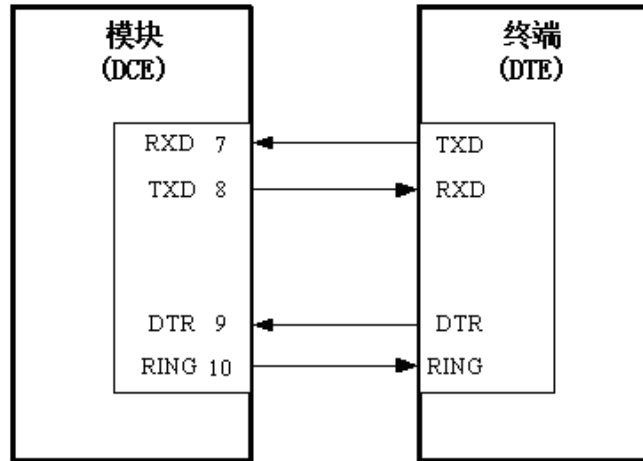 模块
(DCE)
终端
(DTE)
RXD 7
TXD
TXD 8
RXD
DTR 9
DTR
RING 10
RING